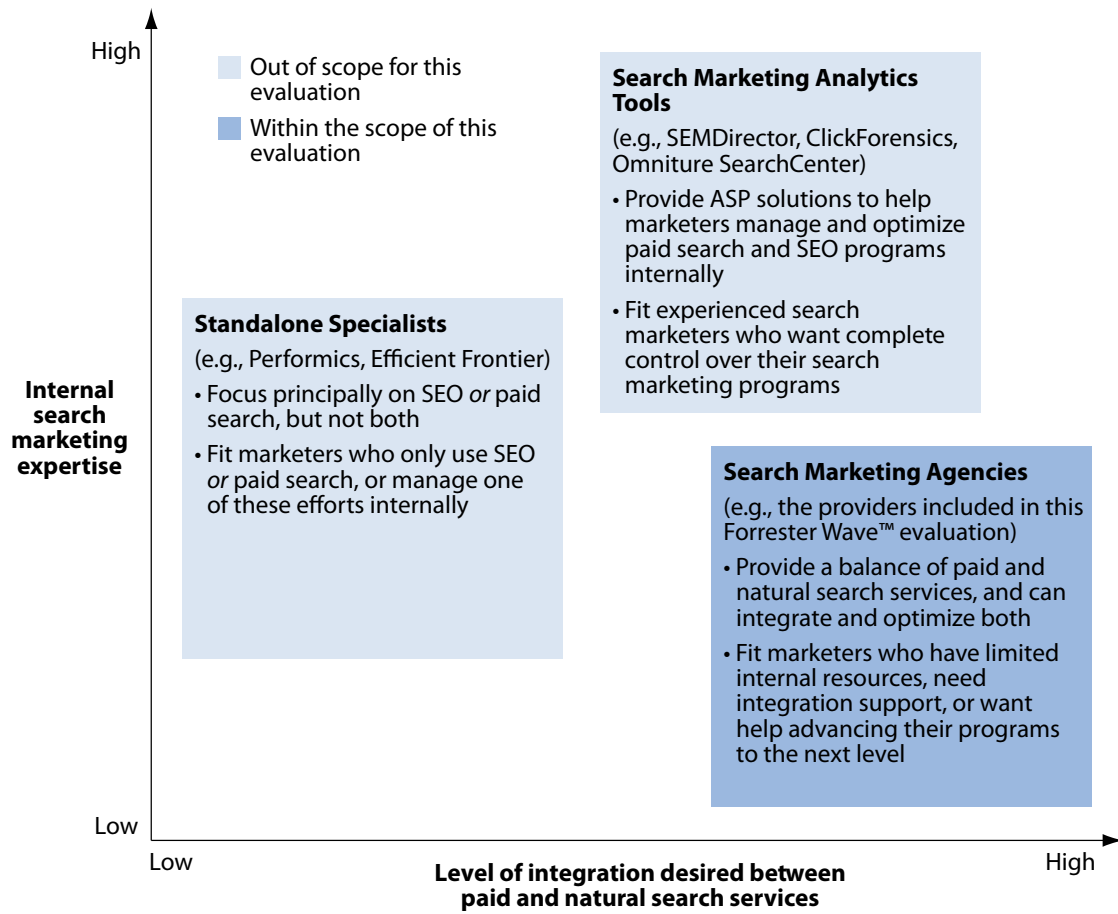 High
Out of scope for this
evaluation
Within the scope of this
evaluation
Search Marketing Analytics
Tools
(e.g., SEMDirector, ClickForensics,
Omniture SearchCenter)
• Provide ASP solutions to help
marketers manage and optimize
paid search and SEO programs
internally
• Fit experienced search
marketers who want complete
control over their search
marketing programs
Standalone Specialists
(e.g., Performics, Efficient Frontier)
• Focus principally on SEO or paid
search, but not both
• Fit marketers who only use SEO
or paid search, or manage one
of these efforts internally
Internal
search
marketing
expertise
Search Marketing Agencies
(e.g., the providers included in this
Forrester Wave™ evaluation)
• Provide a balance of paid and
natural search services, and can
integrate and optimize both
• Fit marketers who have limited
internal resources, need
integration support, or want
help advancing their programs
to the next level
Low
Low
High
Level of integration desired between
paid and natural search services